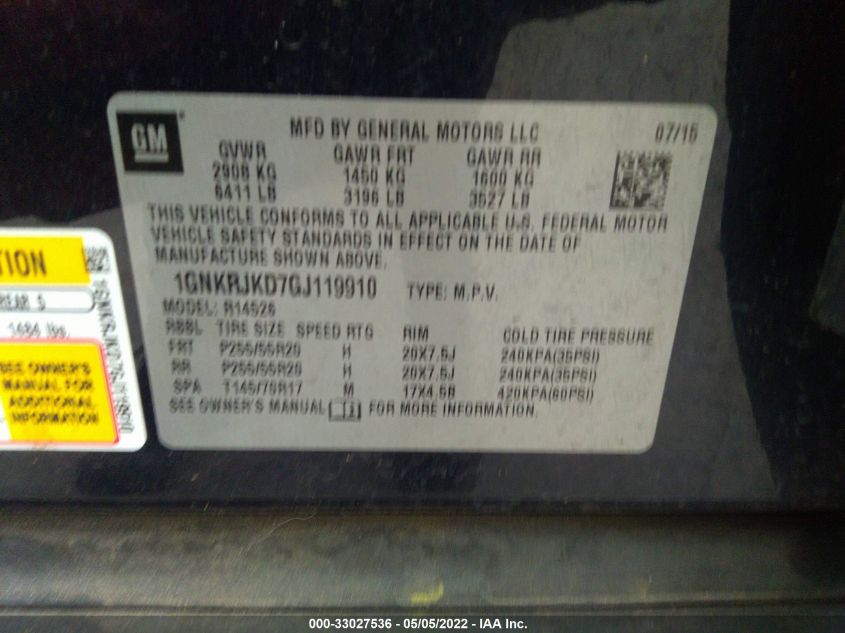 GM
MFD BY GENERAL MOTORS LLC 07/15
GVWR GAWR FRT GAWR RR
2908 KG 1450 KG 1600 KG
6411 LB 3196 LB 3527 LB
THIS VEHICLE CONFORMS TO ALL APPLICABLE U.S. FEDERAL MOTOR
VEHICLE SAFETY STANDARDS IN EFFECT ON THE DATE OF
MANUFACTURE SHOWN ABOVE.
1GNKRJKD7GJ119910 TYPE: M.P.V.
MODEL: R14526
TIRE SIZE SPEED RTG RIM COLD TIRE PRESSURE
FRT P255/55R20 H 20X7.5J 240KPA(35PSI)
RR P255/55R20 H 20X7.5J 240KPA(35PSI)
SPA T145/70R17 M 17X4.5B 420KPA(60PSI)
SEE OWNER'S MANUAL FOR MORE INFORMATION.
TION
REAR 5
lbs.
SEE OWNER'S
MANUAL FOR
ADDITIONAL
INFORMATION
1GNKRJKD7GJ119910
000-33027536 - 05/05/2022 - IAA Inc.